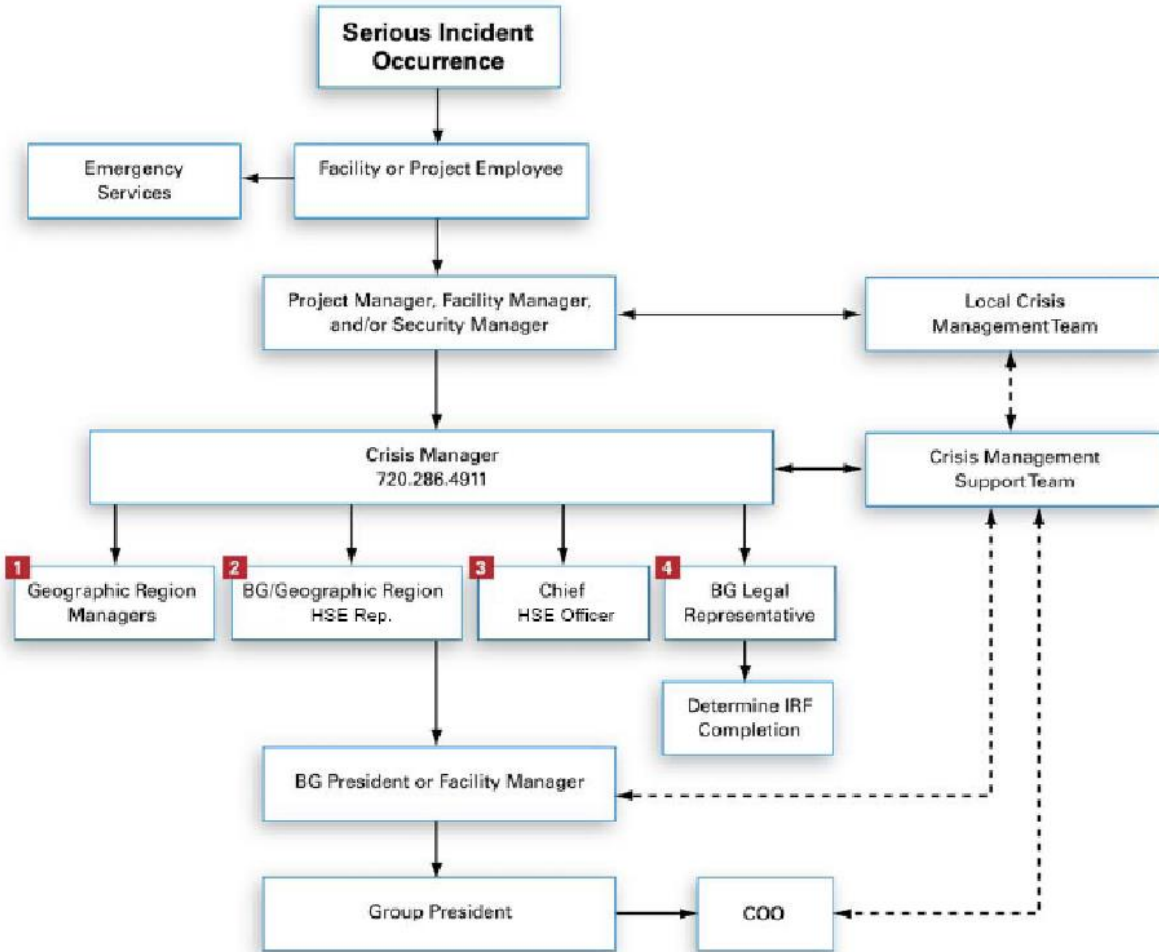 Serious Incident
Occurrence
Emergency
Services
Facility or Project Employee
Project Manager, Facility Manager,
and/or Security Manager
Local Crisis
Management Team
Crisis Manager
720.286.4911
Crisis Management
Support Team
1
Geographic Region
Managers
2
BG/Geographic Region
HSE Rep.
3
Chief
HSE Officer
4
BG Legal
Representative
Determine IRF
Completion
BG President or Facility Manager
Group President
COO